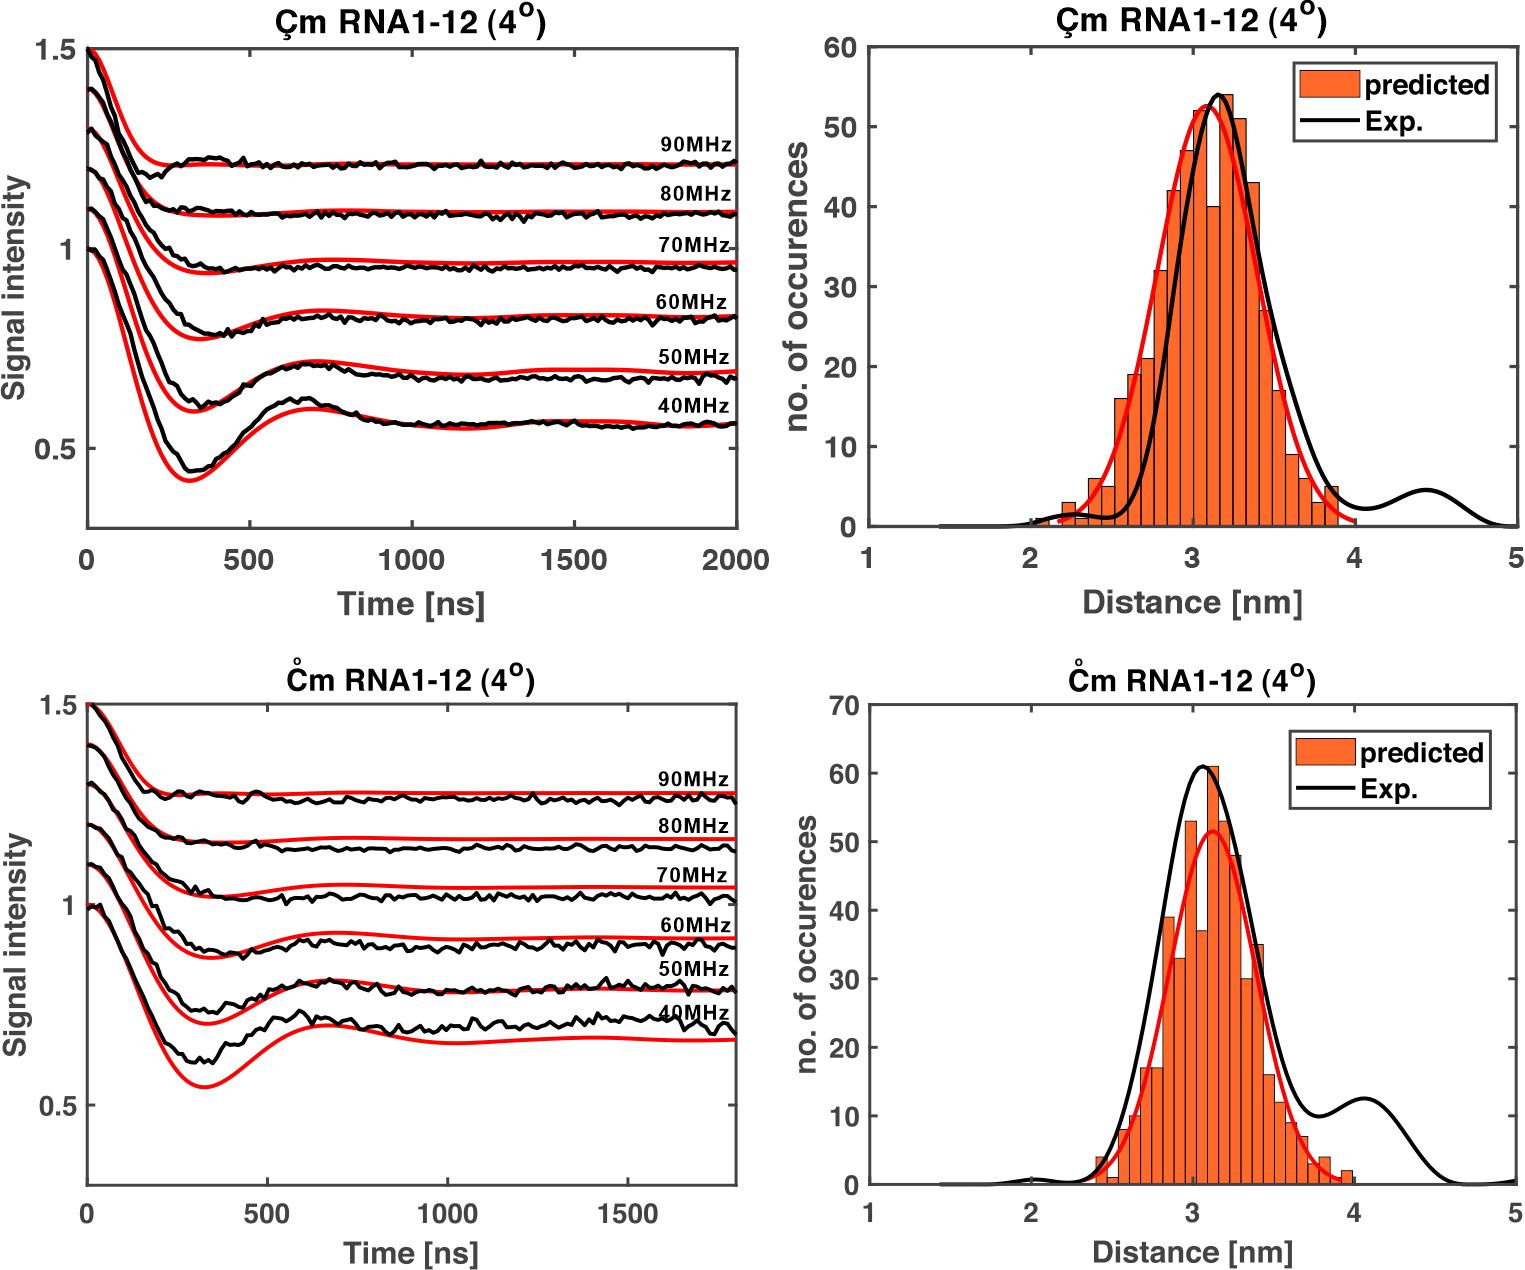 Çm RNA1-12 (4o)
1.5
1
0.5
Signal intensity
90MHz
80MHz
70MHz
60MHz
50MHz
40MHz
0 500 1000 1500 2000
Time [ns]
Çm RNA1-12 (4o)
60
50
40
30
20
10
0
no. of occurences
predicted
Exp.
1 2 3 4 5
Distance [nm]
C̊m RNA1-12 (4o)
1.5
1
0.5
Signal intensity
90MHz
80MHz
70MHz
60MHz
50MHz
40MHz
0 500 1000 1500
Time [ns]
C̊m RNA1-12 (4o)
70
60
50
40
30
20
10
0
no. of occurences
predicted
Exp.
1 2 3 4 5
Distance [nm]